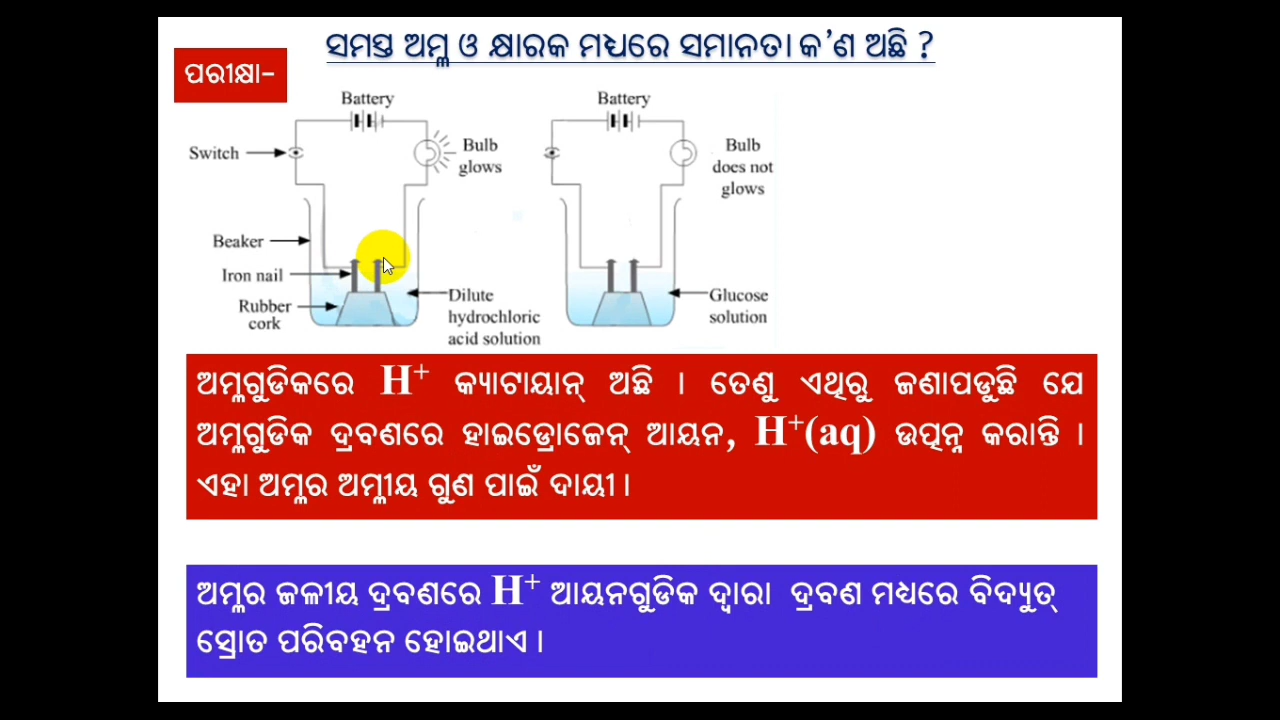 ସମସ୍ତ ଅମ୍ଳ ଓ କ୍ଷାରକ ମଧ୍ୟରେ ସମାନତା କ'ଣ ଅଛି ?
ପରୀକ୍ଷା-
Battery
Switch
Bulb
glows
Beaker
Iron nail
Rubber
cork
Dilute
hydrochloric
acid solution
Battery
Bulb
does not
glows
Glucose
solution
ଅମ୍ଳଗୁଡିକରେ H⁺ କ୍ୟାଟାୟାନ୍ ଅଛି । ତେଣୁ ଏଥିରୁ ଜଣାପଡୁଛି ଯେ
ଅମ୍ଳଗୁଡିକ ଦ୍ରବଣରେ ହାଇଡ୍ରୋଜେନ୍ ଆୟନ, H⁺(aq) ଉତ୍ପନ୍ନ କରାନ୍ତି ।
ଏହା ଅମ୍ଳର ଅମ୍ଳୀୟ ଗୁଣ ପାଇଁ ଦାୟୀ ।
ଅମ୍ଳର ଜଳୀୟ ଦ୍ରବଣରେ H⁺ ଆୟନଗୁଡିକ ଦ୍ୱାରା ଦ୍ରବଣ ମଧ୍ୟରେ ବିଦ୍ୟୁତ୍
ସ୍ରୋତ ପରିବହନ ହୋଇଥାଏ ।